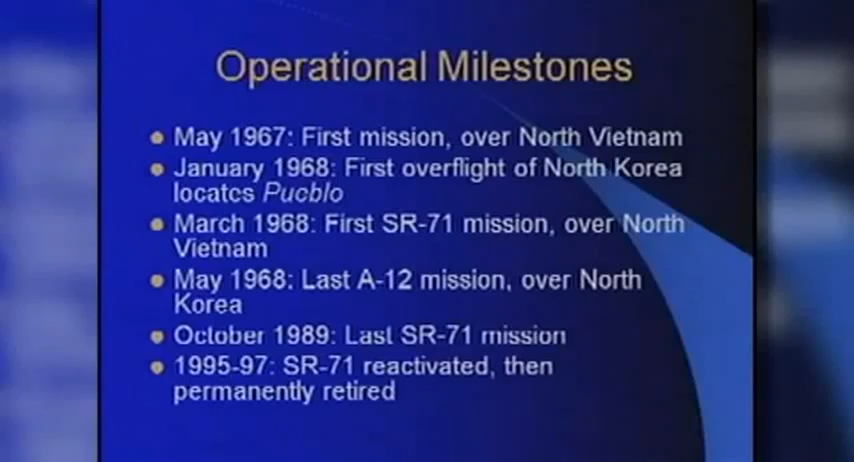 Operational Milestones
May 1967: First mission, over North Vietnam
January 1968: First overflight of North Korea
locates Pueblo
March 1968: First SR-71 mission, over North
Vietnam
May 1968: Last A-12 mission, over North
Korea
October 1989: Last SR-71 mission
1995-97: SR-71 reactivated, then
permanently retired